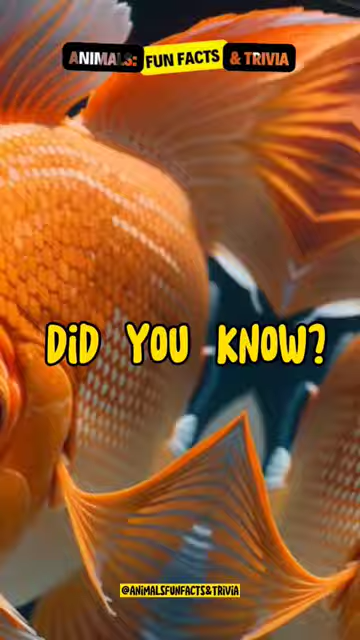 ANIMALS: FUN FACTS & TRIVIA
DiD YOU KNOW?
@ANiMALSFUNFACTS&TRiViA